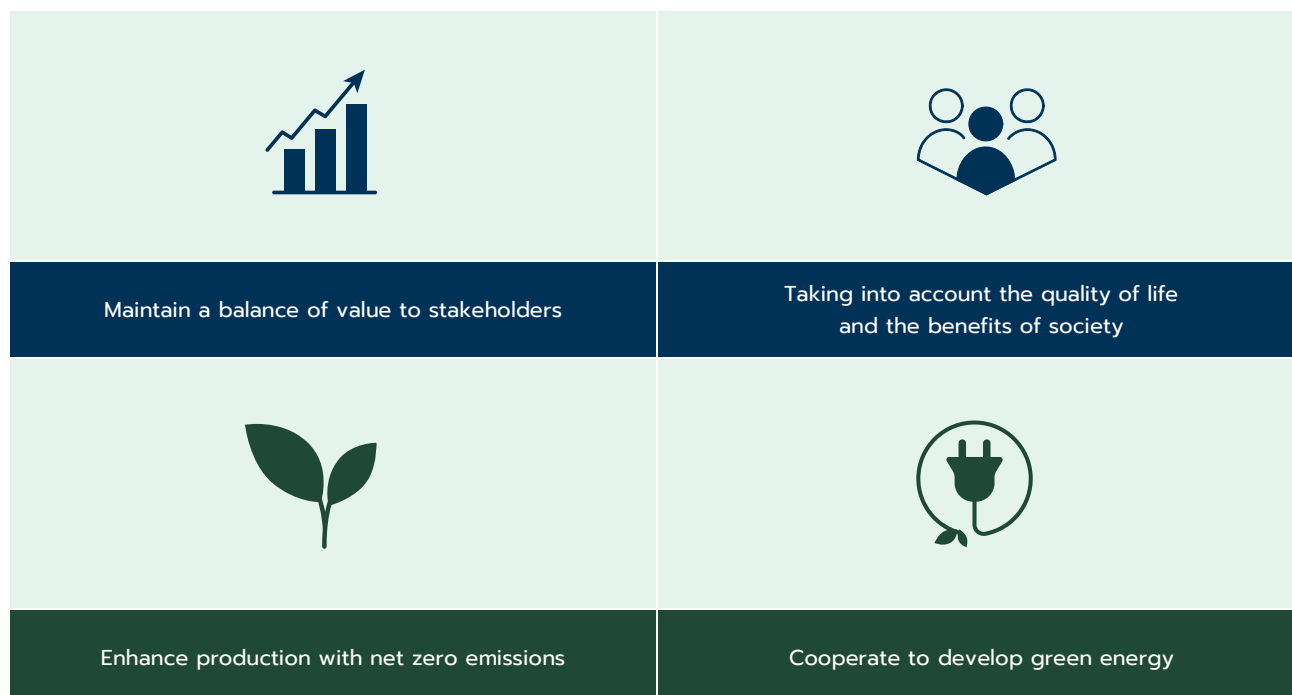 Maintain a balance of value to stakeholders
Taking into account the quality of life
and the benefits of society
Enhance production with net zero emissions
Cooperate to develop green energy